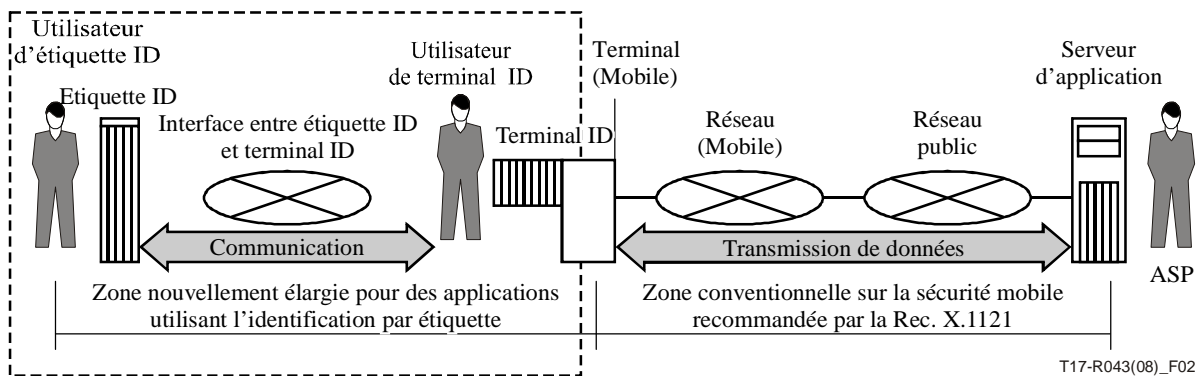 Utilisateur
d'étiquette ID
Etiquette ID
Interface entre étiquette ID
et terminal ID
Utilisateur
de terminal ID
Terminal ID
Terminal
(Mobile)
Réseau
(Mobile)
Réseau
public
Serveur
d'application
Communication
Transmission de données
ASP
Zone nouvellement élargie pour des applications
utilisant l'identification par étiquette
Zone conventionnelle sur la sécurité mobile
recommandée par la Rec. X.1121
T17-R043(08)_F02